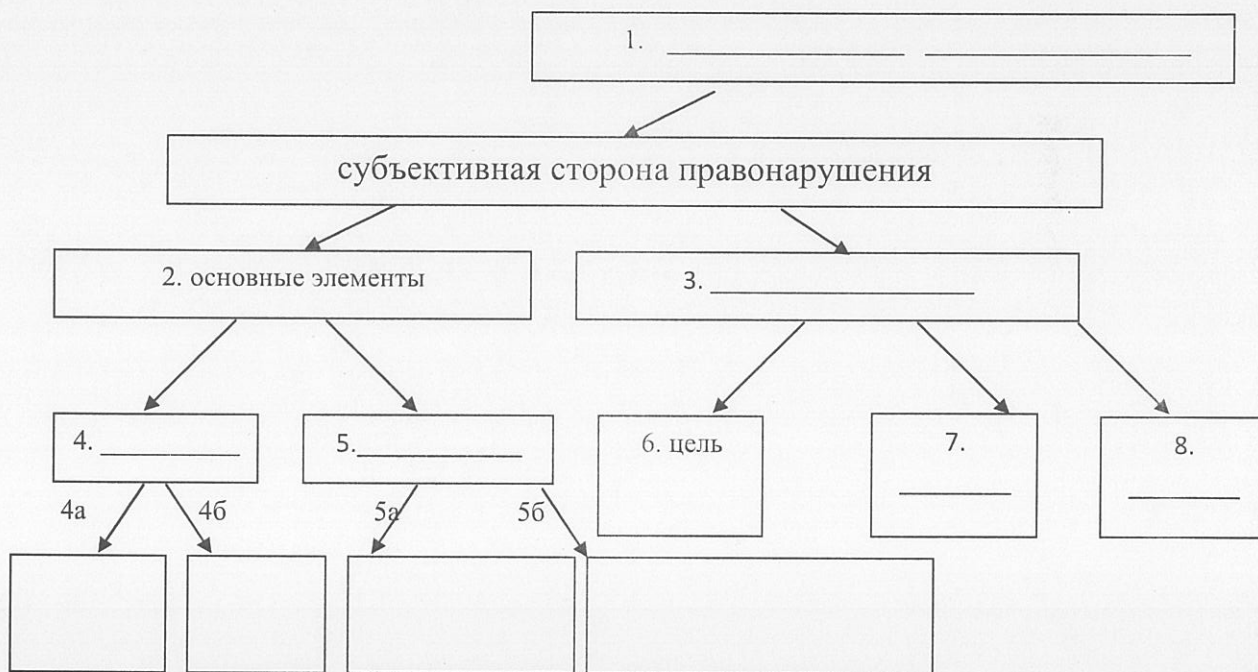 1.
субъективная сторона правонарушения
2. основные элементы
3.
4.
5.
6. цель
7.
8.
4а
4б
5а
5б